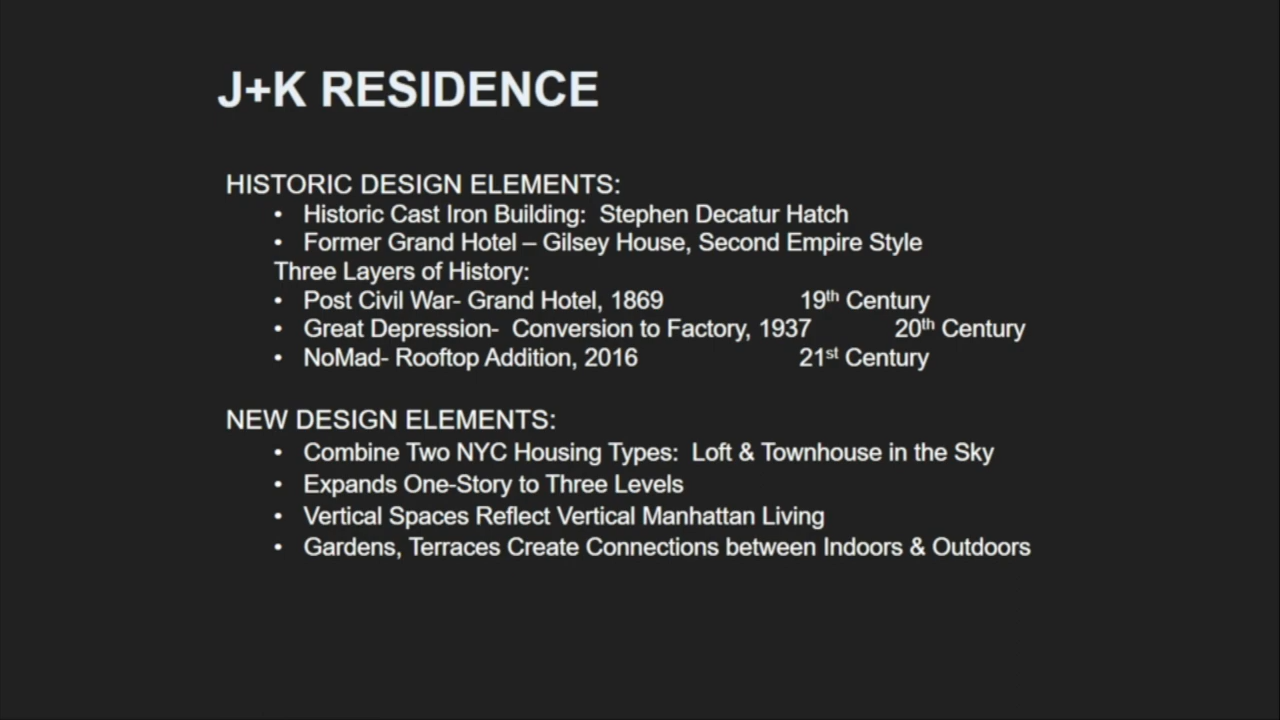 J+K RESIDENCE
HISTORIC DESIGN ELEMENTS:
• Historic Cast Iron Building:  Stephen Decatur Hatch
• Former Grand Hotel – Gilsey House, Second Empire Style
Three Layers of History:
• Post Civil War- Grand Hotel, 1869 19th Century
• Great Depression-  Conversion to Factory, 1937 20th Century
• NoMad- Rooftop Addition, 2016 21st Century
NEW DESIGN ELEMENTS:
• Combine Two NYC Housing Types:  Loft & Townhouse in the Sky
• Expands One-Story to Three Levels
• Vertical Spaces Reflect Vertical Manhattan Living
• Gardens, Terraces Create Connections between Indoors & Outdoors